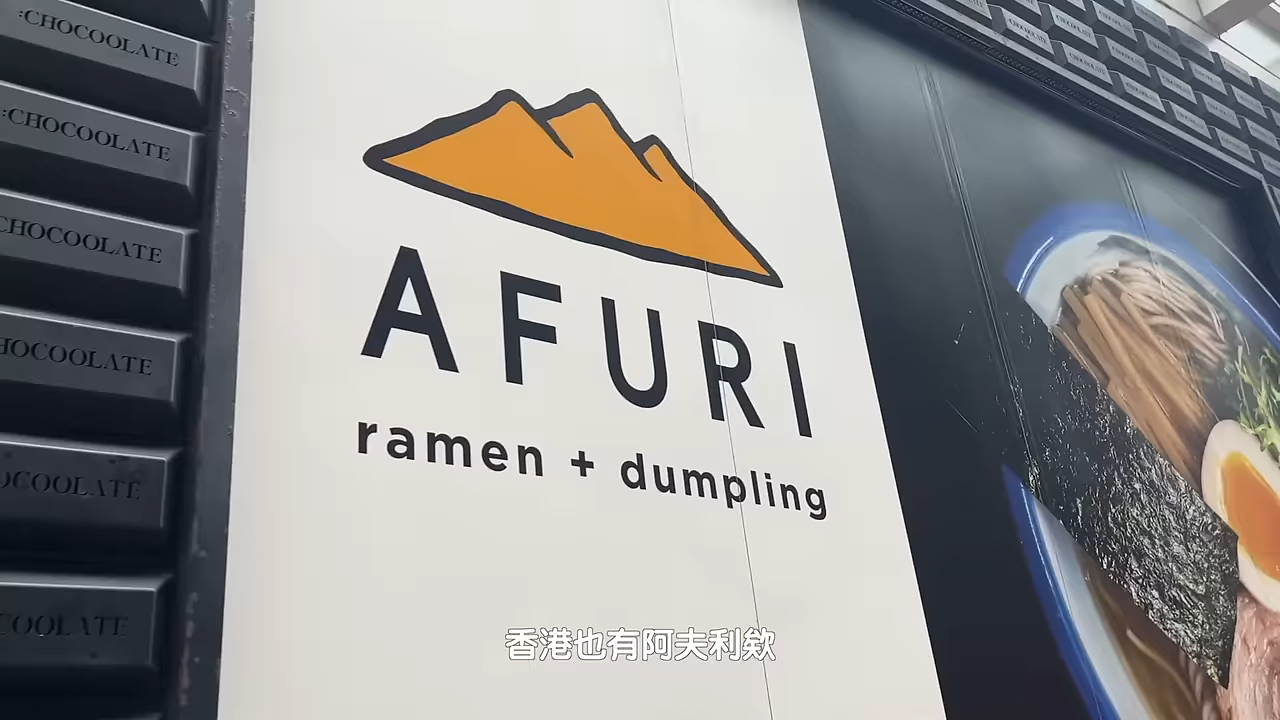 :CHOCOOLATE
:CHOCOOLATE
CHOCOOLATE
HOCOOLATE
OCOOLATE
COOLATE
AFURI
ramen + dumpling
香港也有阿夫利欸